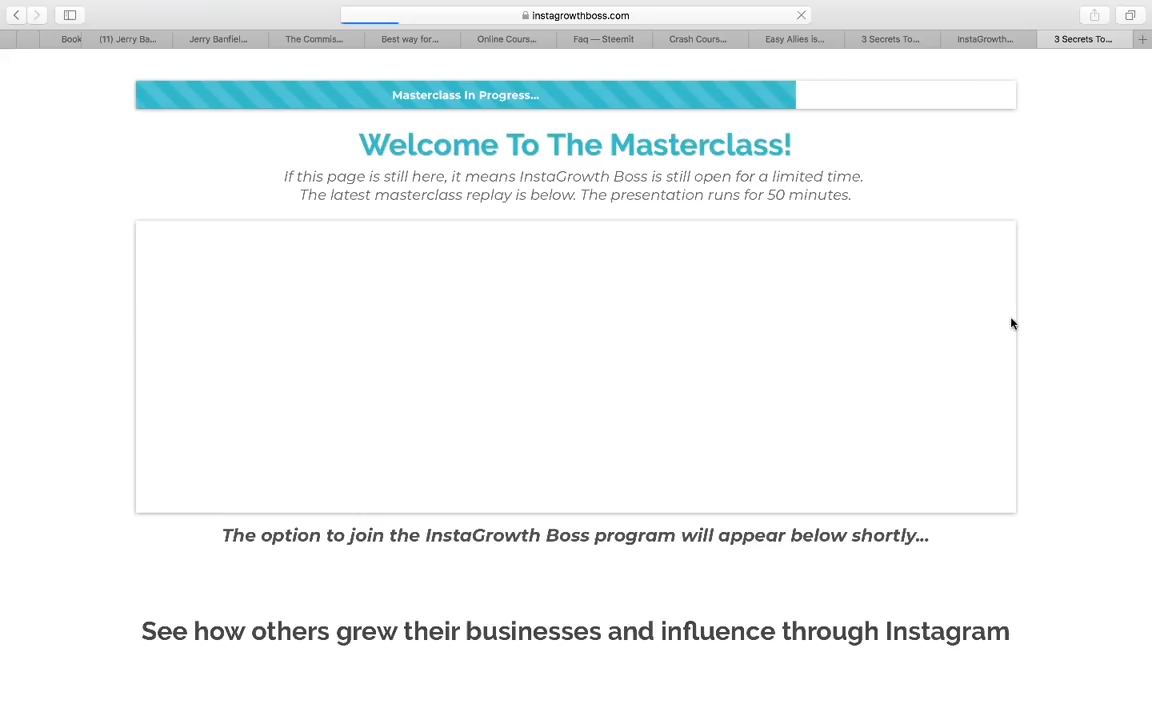 instagrowthboss.com
Book
(11) Jerry Ba...
Jerry Banfiel...
The Commis...
Best way for...
Online Cours...
Faq — Steemit
Crash Cours...
Easy Allies is...
3 Secrets To...
InstaGrowth...
3 Secrets To...
Masterclass In Progress...
Welcome To The Masterclass!
If this page is still here, it means InstaGrowth Boss is still open for a limited time.
The latest masterclass replay is below. The presentation runs for 50 minutes.
The option to join the InstaGrowth Boss program will appear below shortly...
See how others grew their businesses and influence through Instagram